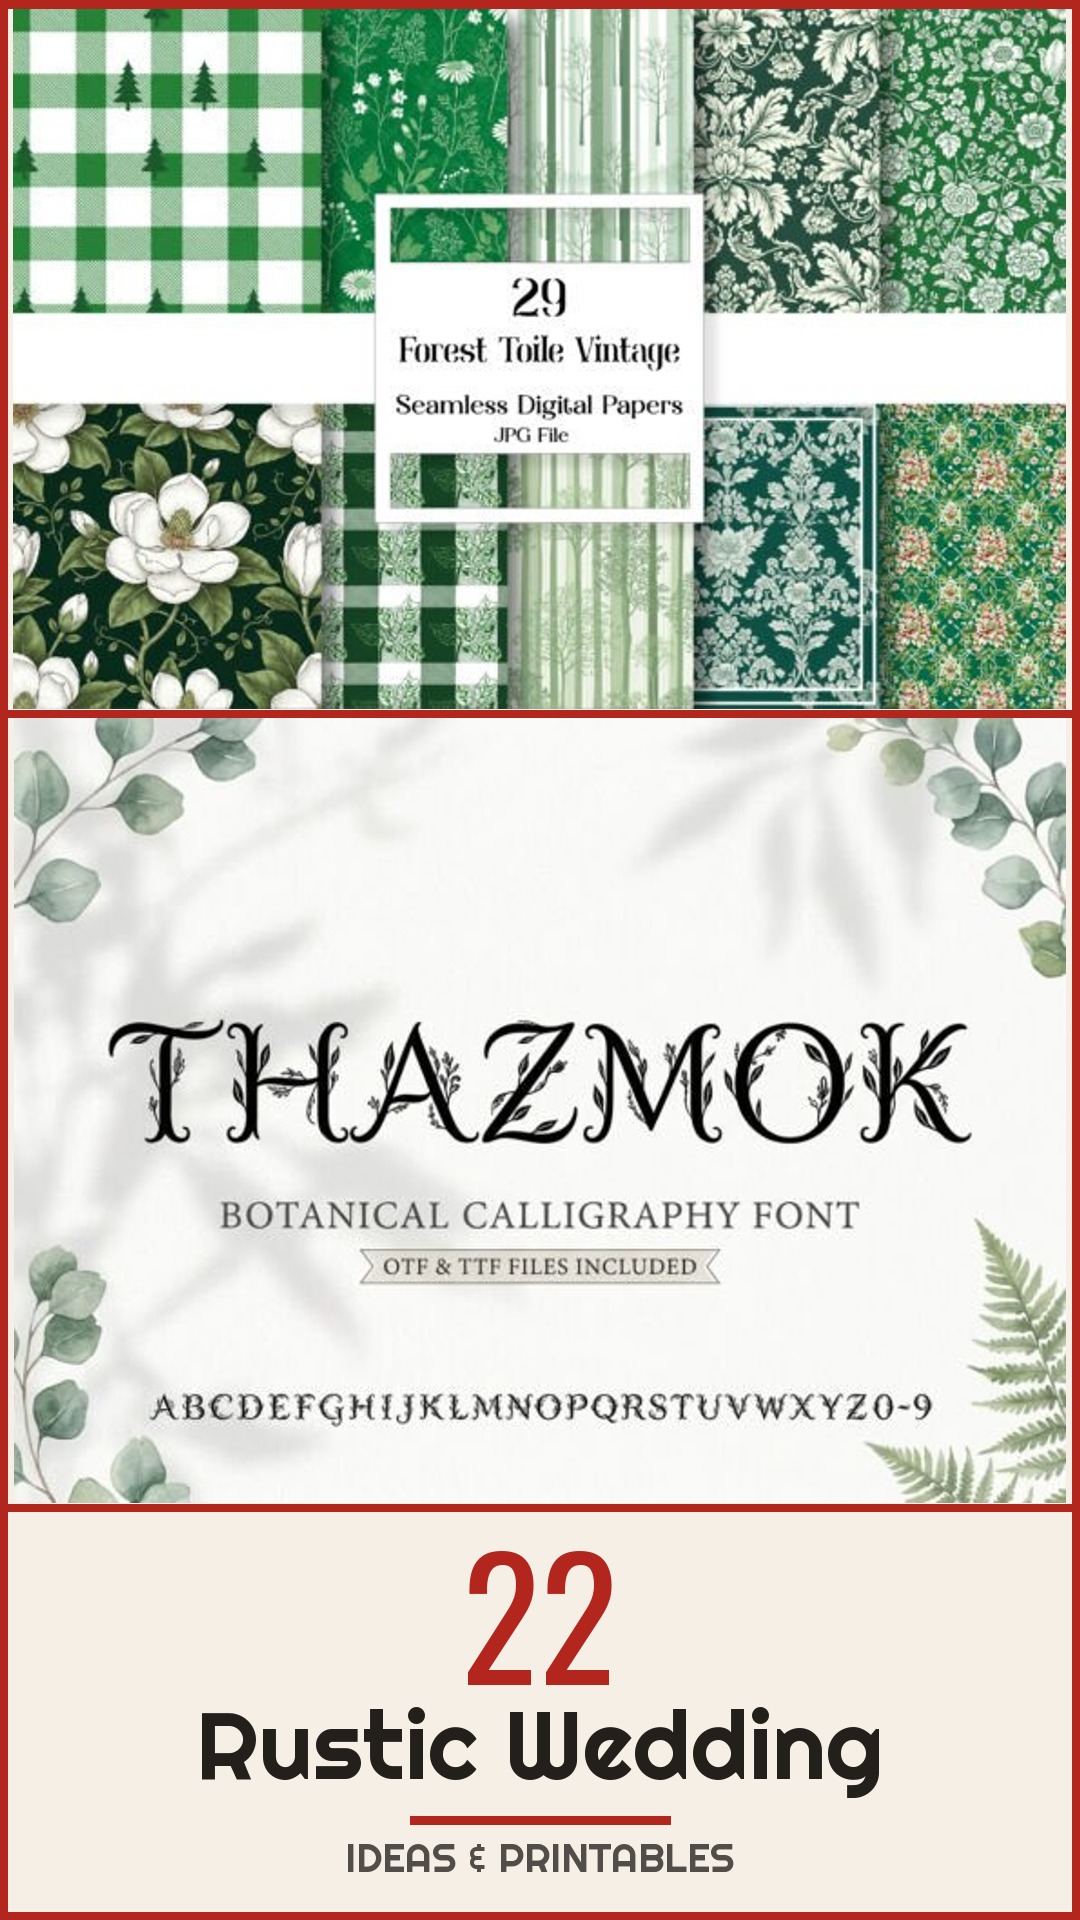 29
Forest Toile Vintage
Seamless Digital Papers
JPG File
THAZMOK
BOTANICAL CALLIGRAPHY FONT
OTF & TTF FILES INCLUDED
ABCDEFGHIJKLMNOPQRSTUVWXYZ0-9
22
Rustic Wedding
IDEAS & PRINTABLES